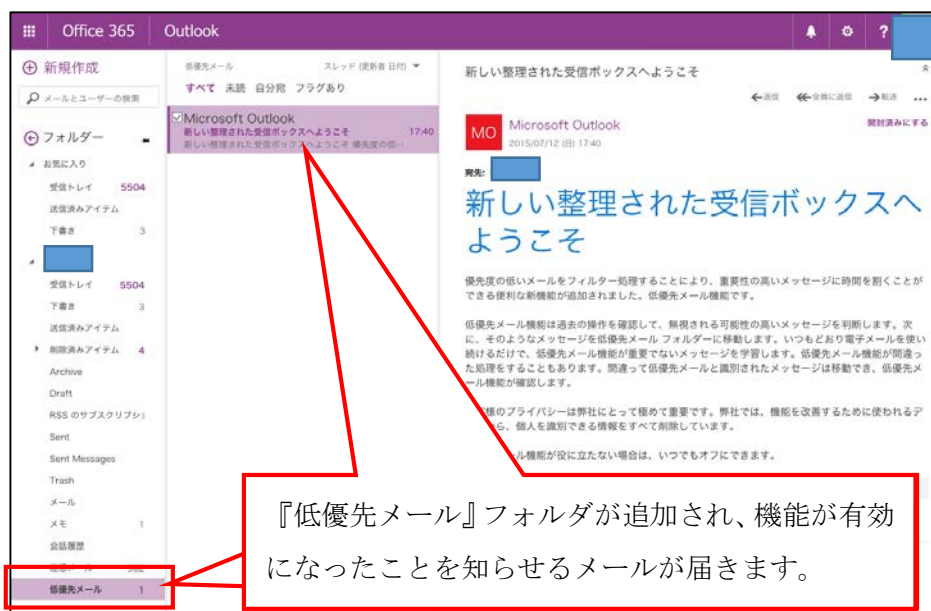 Office 365
Outlook
?
新規作成
メールとユーザーの検索
フォルダー
お気に入り
受信トレイ 5504
送信済みアイテム
下書き 3
受信トレイ 5504
下書き 3
送信済みアイテム
削除済みアイテム 4
Archive
Draft
RSS のサブスクリプショ
Sent
Sent Messages
Trash
メール
メモ 1
会話履歴
低優先メール 1
低優先メール スレッド (更新者 日付)
すべて 未読 自分宛 フラグあり
Microsoft Outlook
新しい整理された受信ボックスへようこそ 17:40
新しい整理された受信ボックスへようこそ 優先度の低…
新しい整理された受信ボックスへようこそ
返信 全員に返信 転送 …
MO
Microsoft Outlook
開封済みにする
2015/07/12 (日) 17:40
宛先:
新しい整理された受信ボックスへ
ようこそ
優先度の低いメールをフィルター処理することにより、重要性の高いメッセージに時間を割くことが
できる便利な新機能が追加されました。低優先メール機能です。
低優先メール機能は過去の操作を確認して、無視される可能性の高いメッセージを判断します。次
に、そのようなメッセージを低優先メール フォルダーに移動します。いつもどおり電子メールを使い
続けるだけで、低優先メール機能が重要でないメッセージを学習します。低優先メール機能が間違っ
た処理をすることもあります。間違って低優先メールと識別されたメッセージは移動でき、低優先メ
ール機能が確認します。
様のプライバシーは弊社にとって極めて重要です。弊社では、機能を改善するために使われるデ
ら、個人を識別できる情報をすべて削除しています。
ール機能が役に立たない場合は、いつでもオフにできます。
『低優先メール』フォルダが追加され、機能が有効
になったことを知らせるメールが届きます。